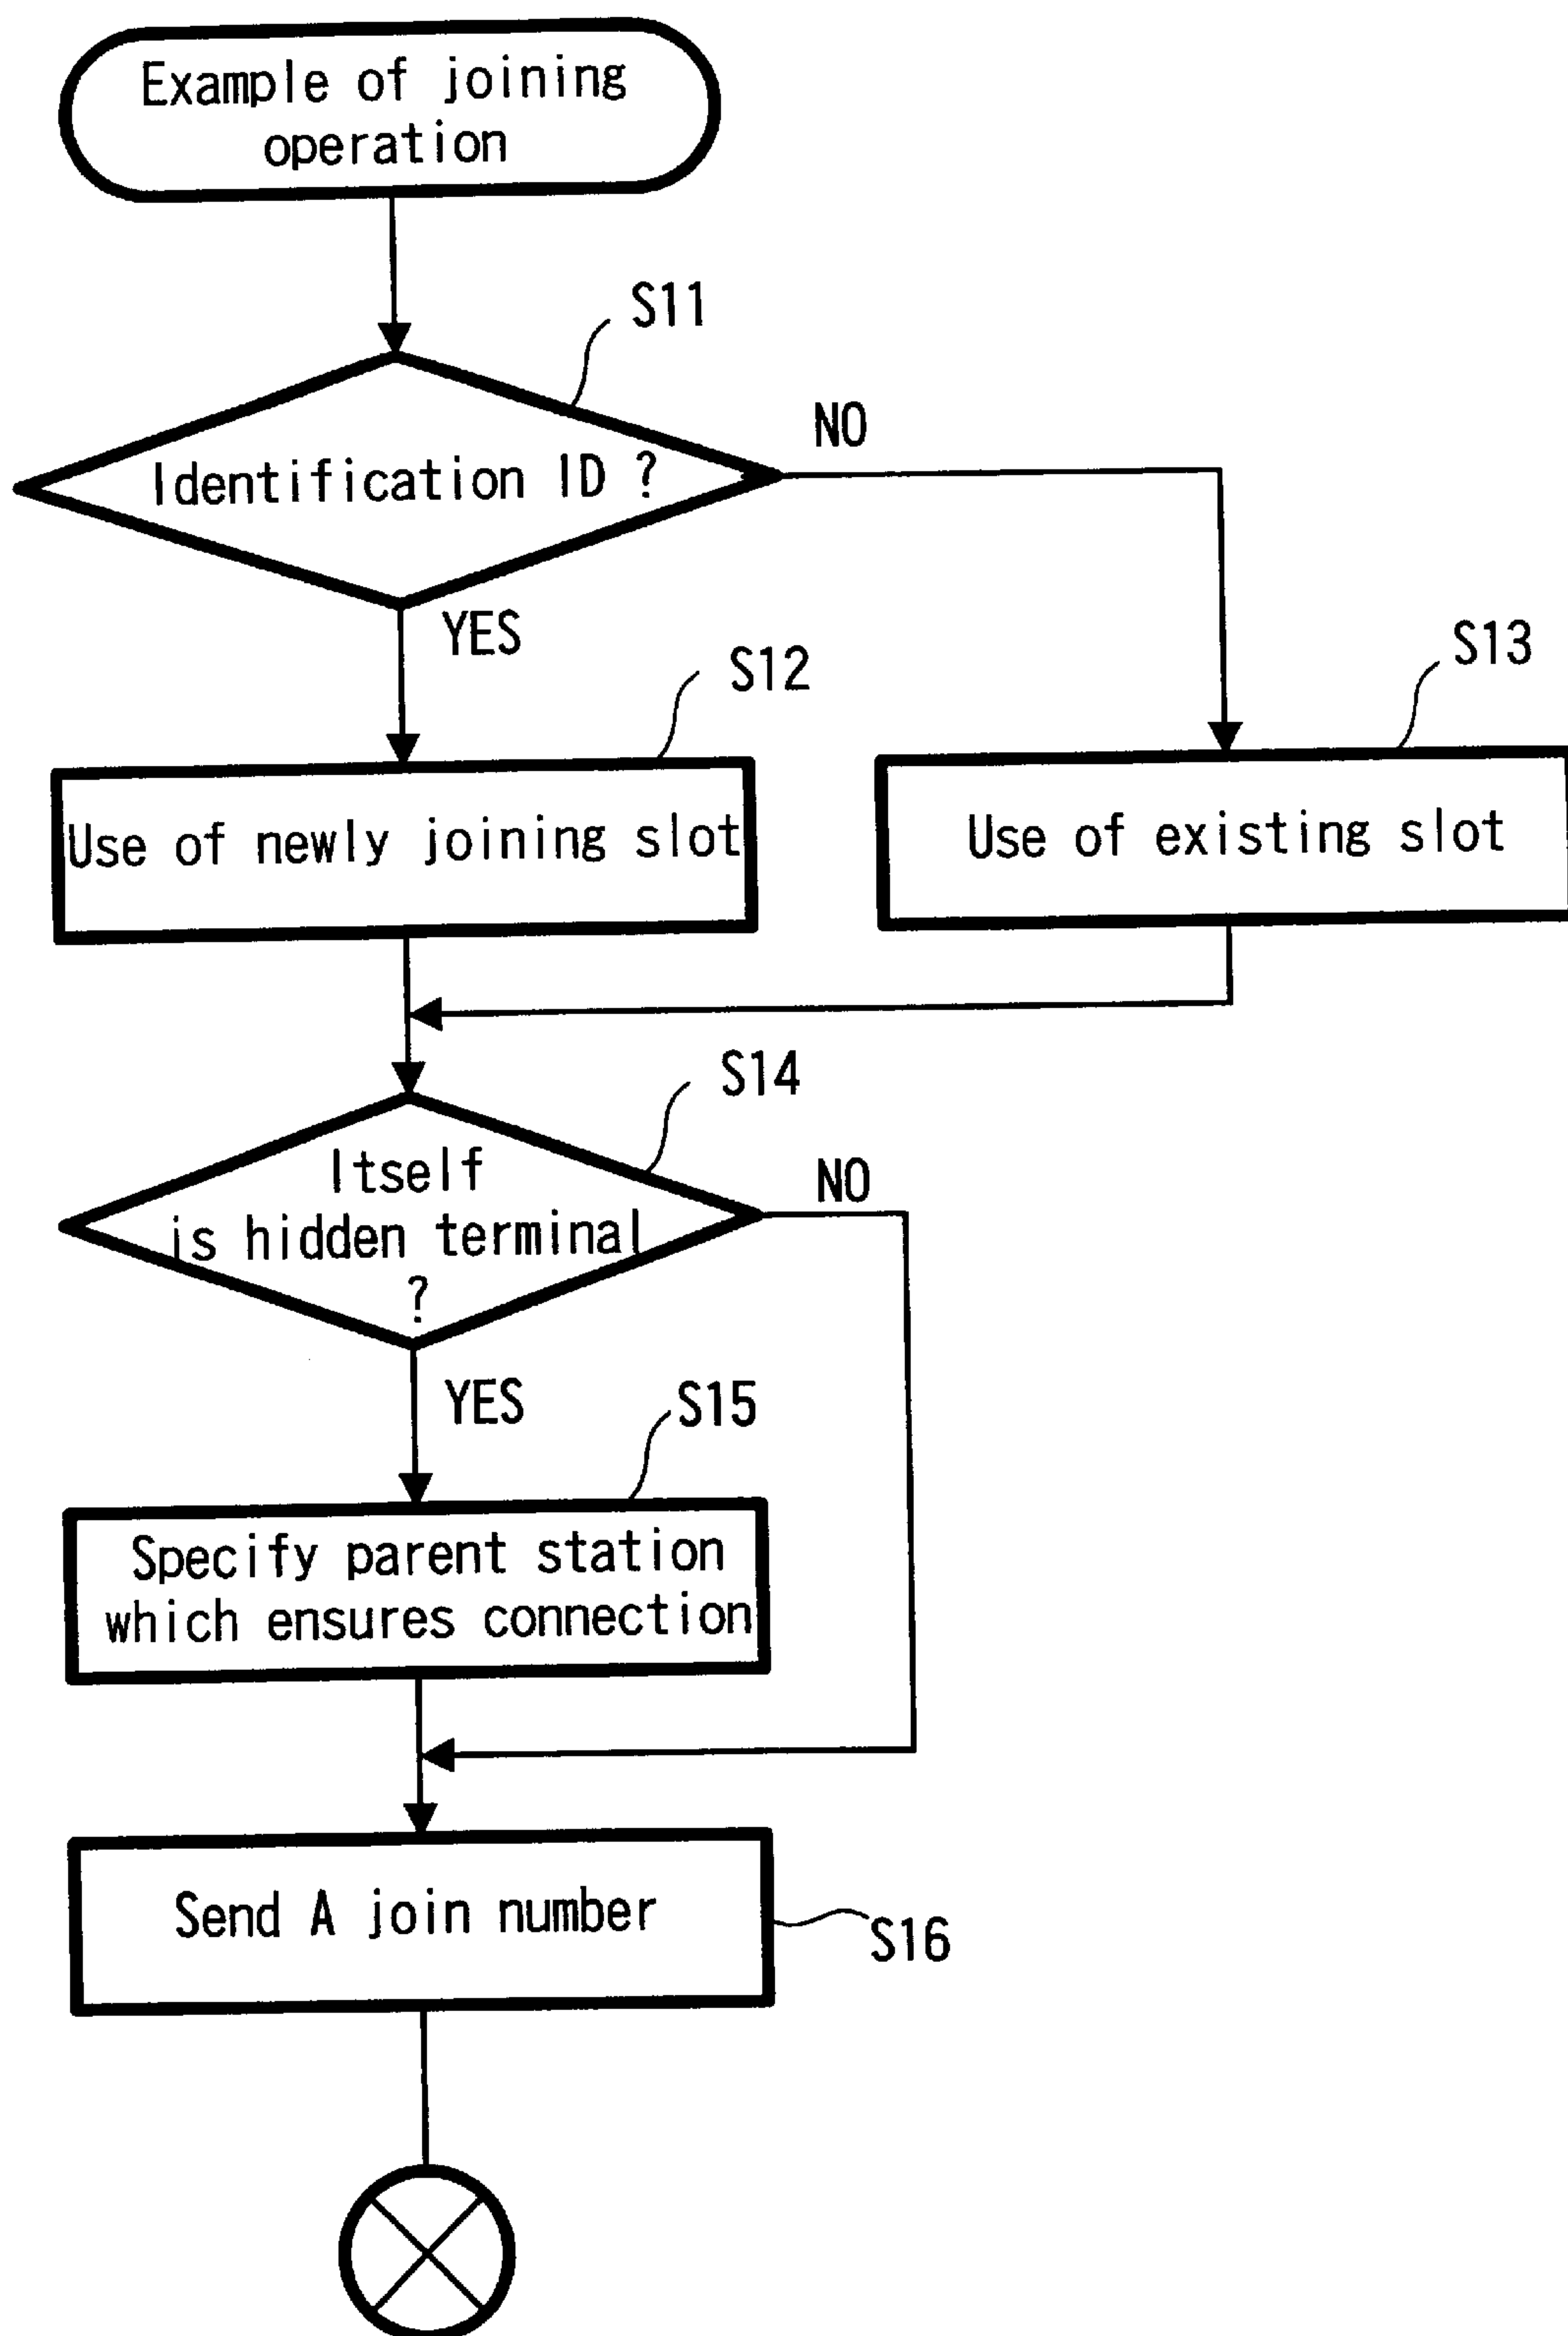 Example of joining
operation
S11
NO
Identification ID ?
YES
S12
S13
Use of newly joining slot
Use of existing slot
S14
Itself
is hidden terminal
?
NO
YES
S15
Specify parent station
which ensures connection
Send A join number
S16